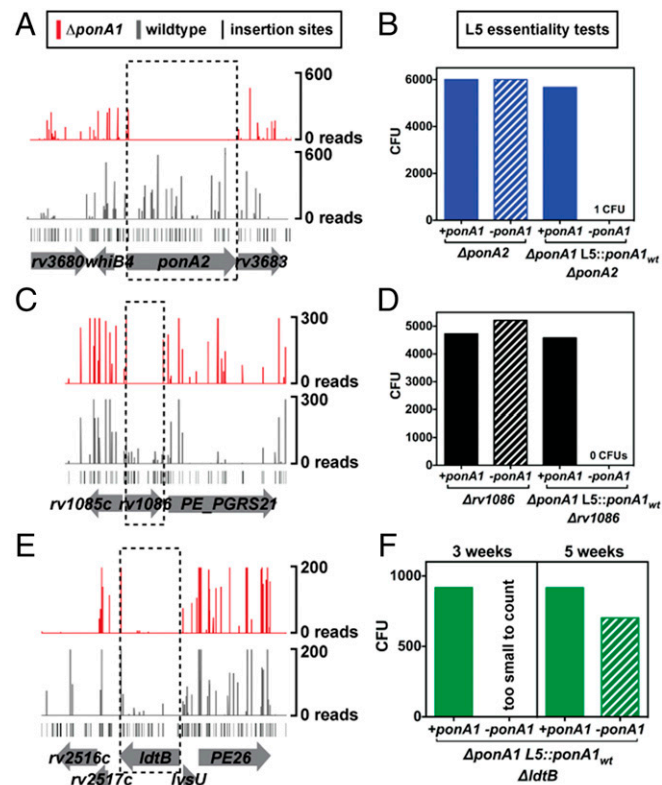 A
ΔponA1 wildtype insertion sites
600
0 reads
600
0 reads
rv3680 whiB4 ponA2 rv3683
B
L5 essentiality tests
CFU
6000
4000
2000
0
1 CFU
+ponA1 -ponA1 +ponA1 -ponA1
ΔponA2 ΔponA1 L5::ponA1wt
ΔponA2
C
300
0 reads
300
0 reads
rv1085c rv1086 PE_PGRS21
D
CFU
5000
4000
3000
2000
1000
0
0 CFUs
+ponA1 -ponA1 +ponA1 -ponA1
Δrv1086 ΔponA1 L5::ponA1wt
Δrv1086
E
200
0 reads
200
0 reads
rv2516c ldtB PE26
rv2517c lysU
F
3 weeks 5 weeks
CFU
1000
500
0
too small to count
+ponA1 -ponA1 +ponA1 -ponA1
ΔponA1 L5::ponA1wt
ΔldtB